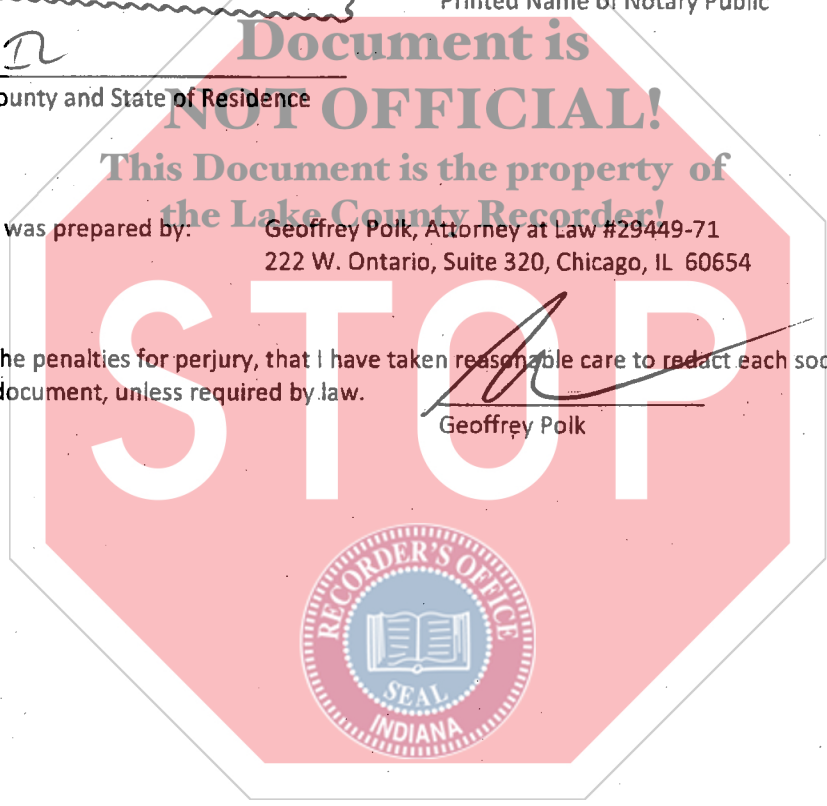 Printed Name of Notary Public
IL
ounty and State of Residence
Document is
NOT OFFICIAL!
This Document is the property of
the Lake County Recorder!
was prepared by: Geoffrey Polk, Attorney at Law #29449-71
222 W. Ontario, Suite 320, Chicago, IL 60654
STOP
he penalties for perjury, that I have taken reasonable care to redact each soc
document, unless required by law.
Geoffrey Polk
RECORDER'S OFFICE
SEAL
INDIANA